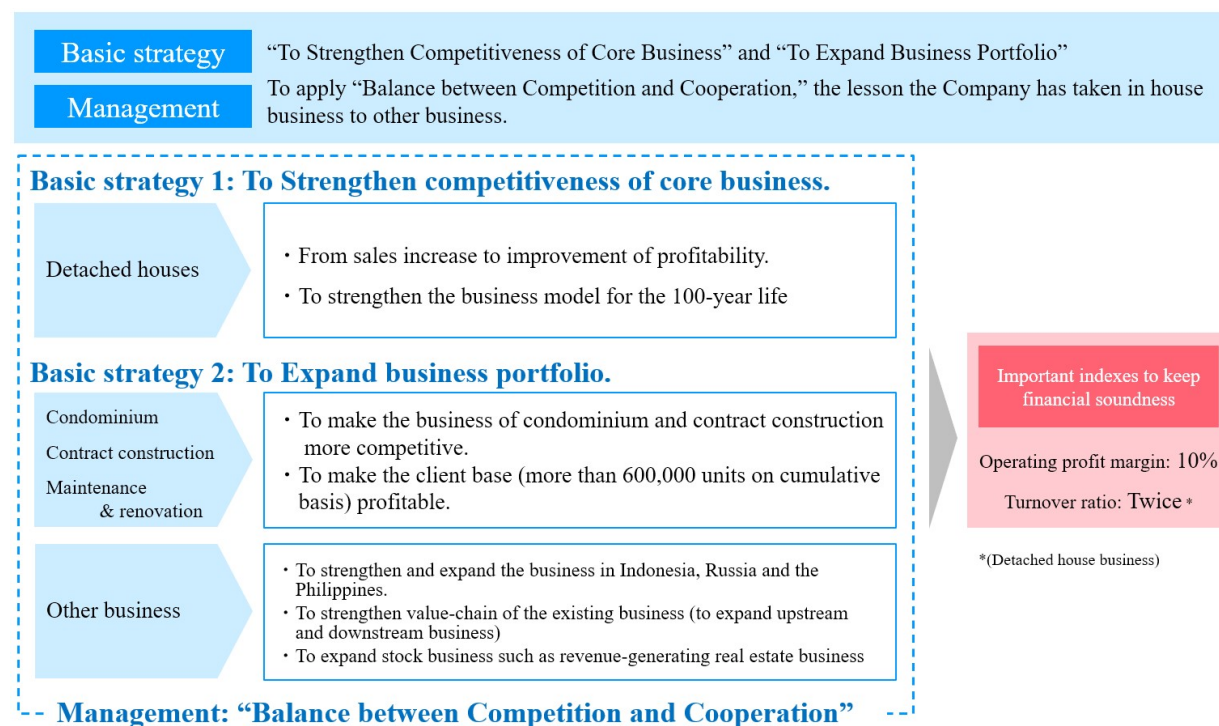 Basic strategy
“To Strengthen Competitiveness of Core Business” and “To Expand Business Portfolio”
Management
To apply “Balance between Competition and Cooperation,” the lesson the Company has taken in house
business to other business.
Basic strategy 1: To Strengthen competitiveness of core business.
Detached houses
・From sales increase to improvement of profitability.
・To strengthen the business model for the 100-year life
Basic strategy 2: To Expand business portfolio.
Condominium
Contract construction
Maintenance
& renovation
・To make the business of condominium and contract construction
more competitive.
・To make the client base (more than 600,000 units on cumulative
basis) profitable.
Other business
・To strengthen and expand the business in Indonesia, Russia and the
Philippines.
・To strengthen value-chain of the existing business (to expand upstream
and downstream business)
・To expand stock business such as revenue-generating real estate business
Management: “Balance between Competition and Cooperation”
Important indexes to keep
financial soundness
Operating profit margin: 10%
Turnover ratio: Twice *
*(Detached house business)